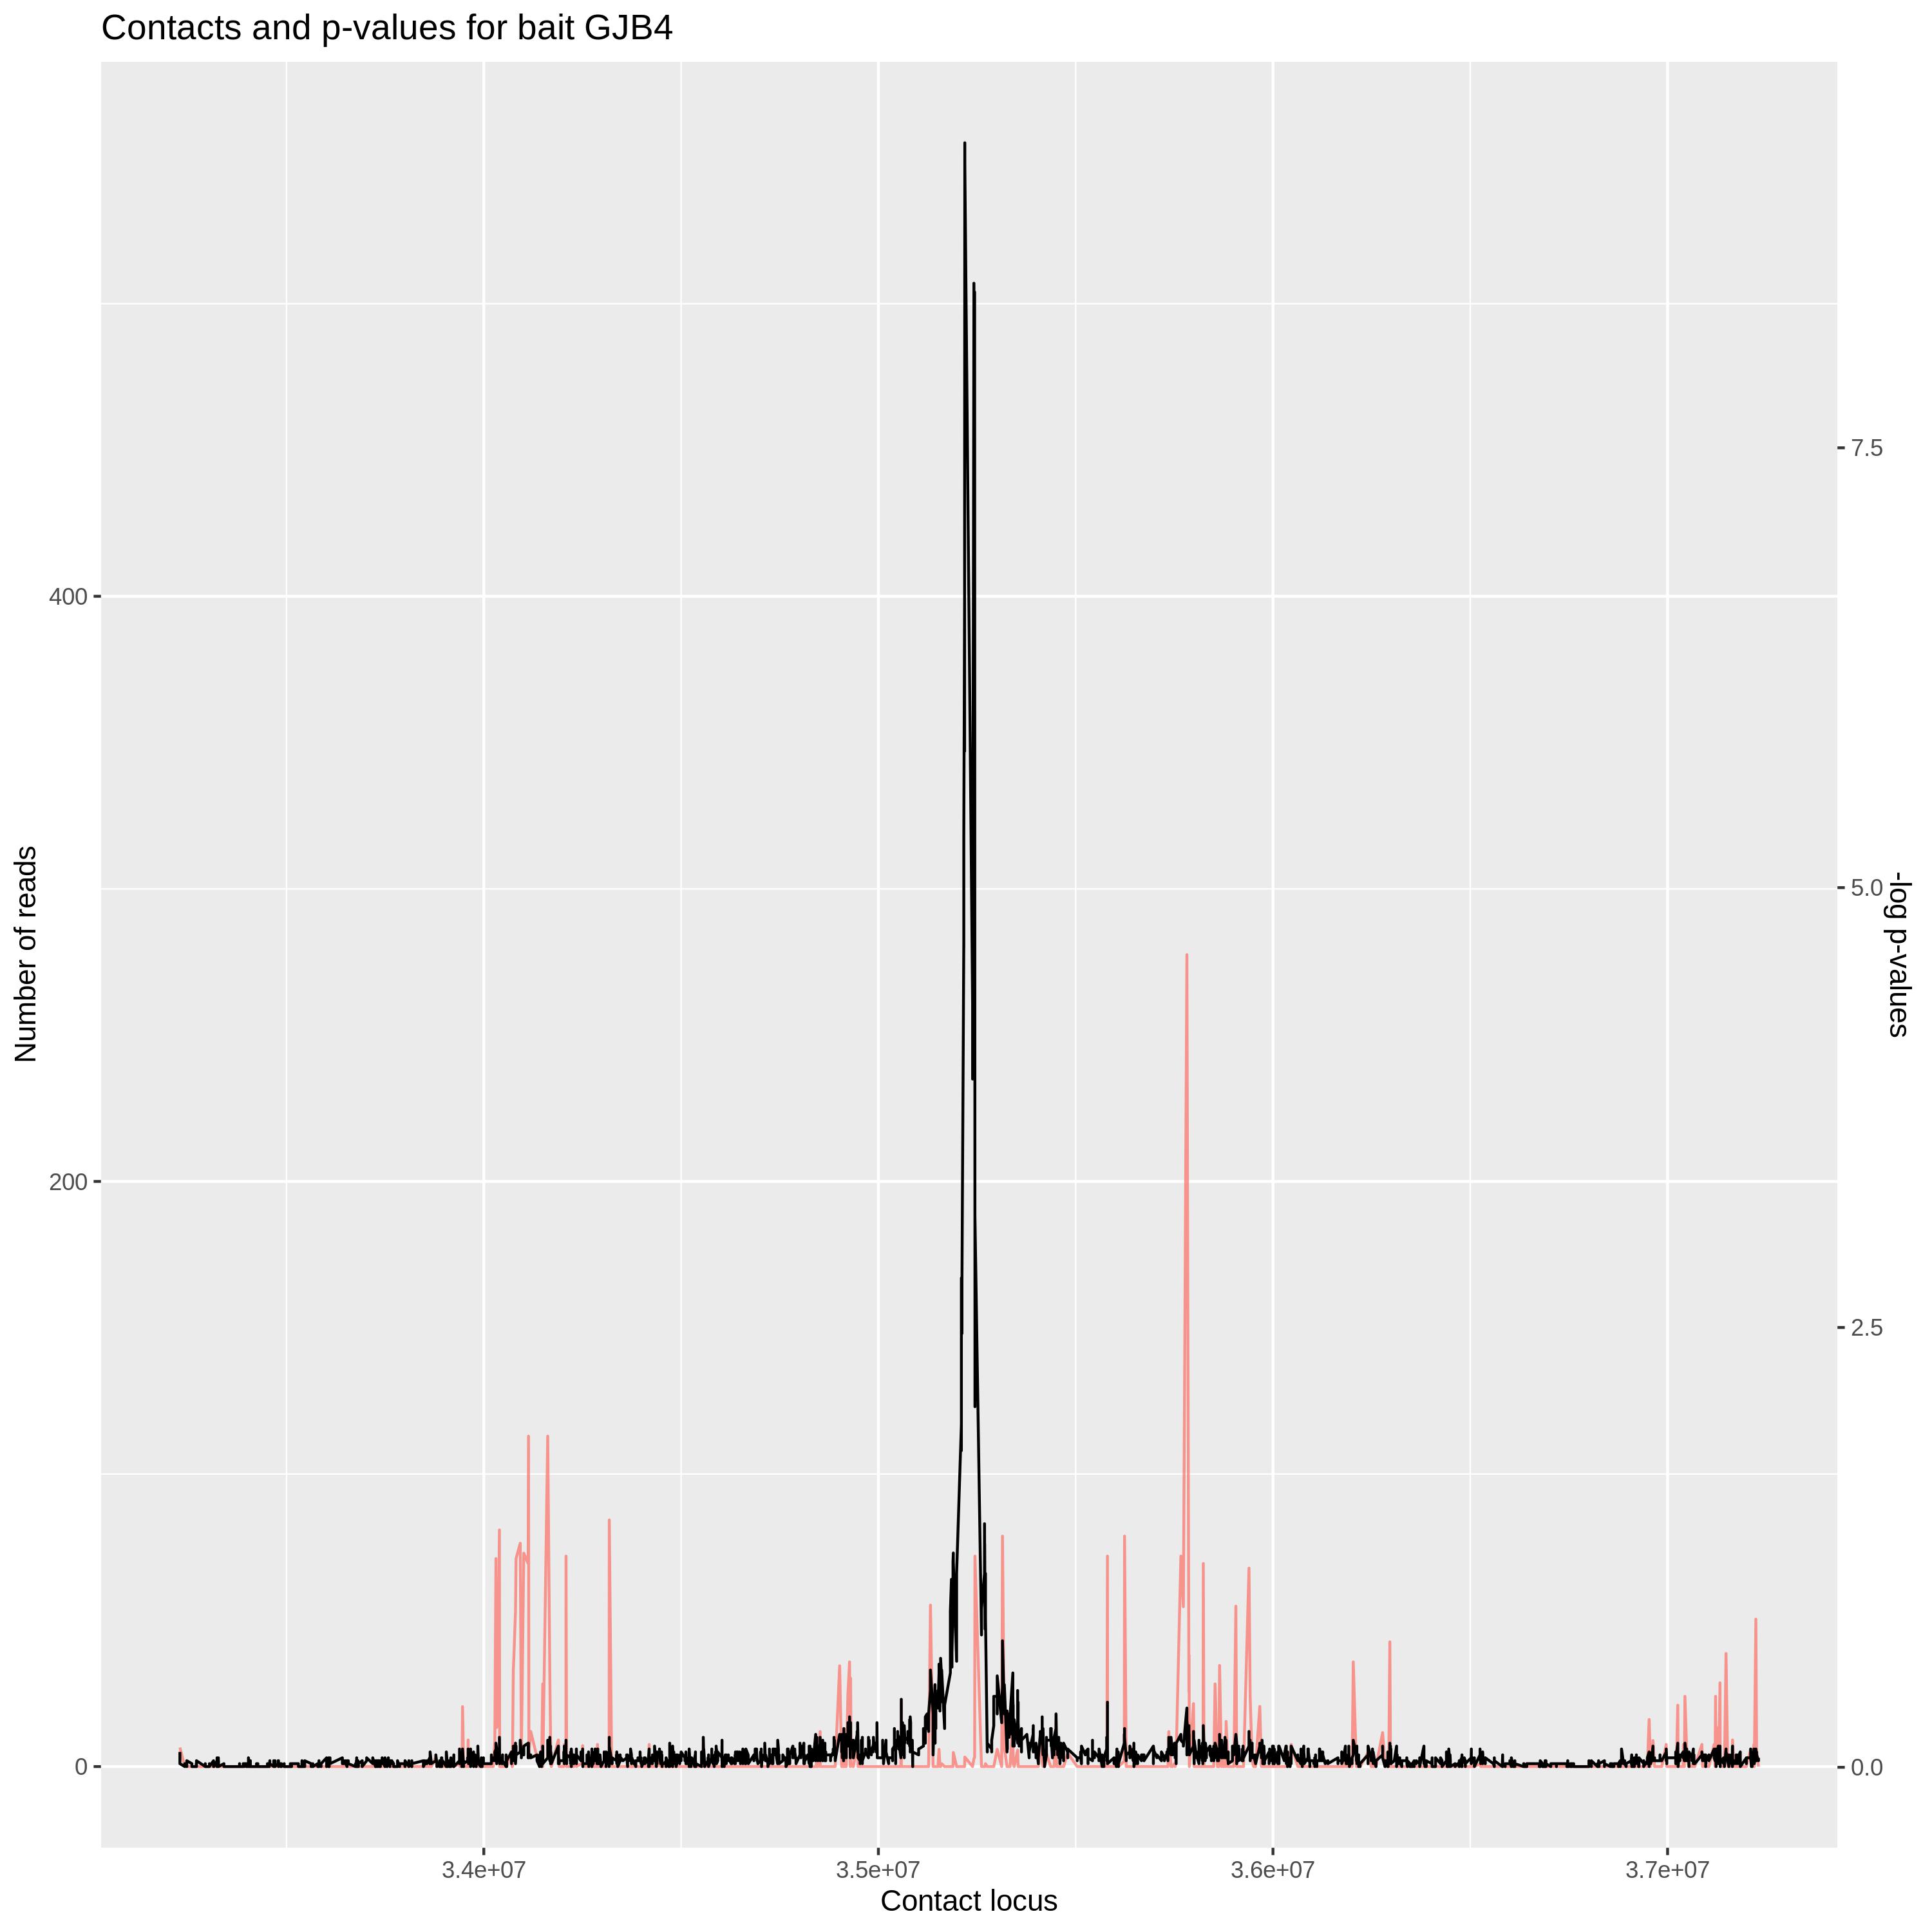 Contacts and p-values for bait GJB4
Number of reads
400
200
0
7.5
5.0
2.5
0.0
-log p-values
3.4e+07
3.5e+07
3.6e+07
3.7e+07
Contact locus